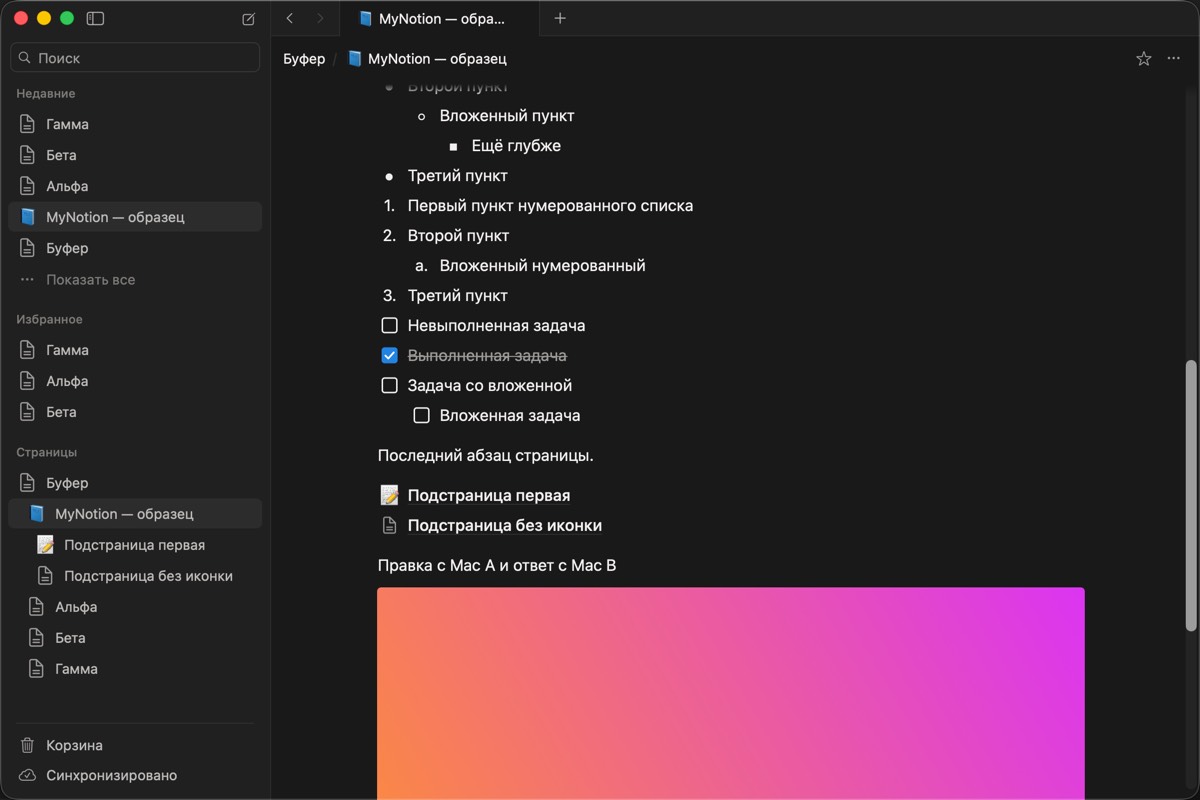 MyNotion — обра...
Поиск
Буфер / MyNotion — образец
Недавние
Гамма
Бета
Альфа
MyNotion — образец
Буфер
Показать все
Избранное
Гамма
Альфа
Бета
Страницы
Буфер
MyNotion — образец
Подстраница первая
Подстраница без иконки
Альфа
Бета
Гамма
Корзина
Синхронизировано
Второй пункт
Вложенный пункт
Ещё глубже
Третий пункт
1. Первый пункт нумерованного списка
2. Второй пункт
a. Вложенный нумерованный
3. Третий пункт
Невыполненная задача
Выполненная задача
Задача со вложенной
Вложенная задача
Последний абзац страницы.
Подстраница первая
Подстраница без иконки
Правка с Mac A и ответ с Mac B